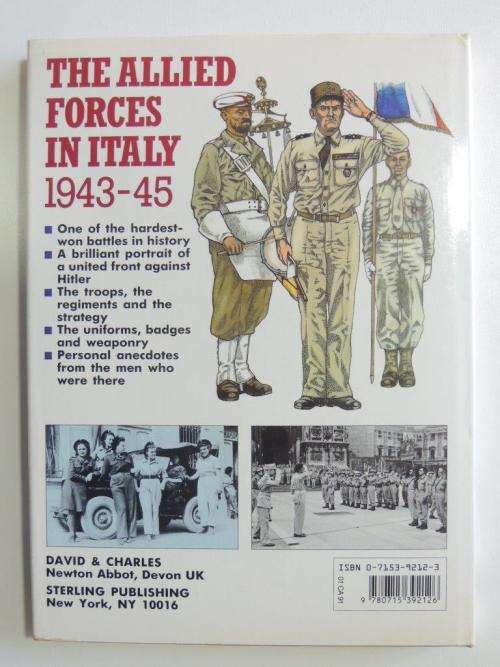 THE ALLIED
FORCES
IN ITALY
1943-45
One of the hardest-
won battles in history
A brilliant portrait of
a united front against
Hitler
The troops, the
regiments and the
strategy
The uniforms, badges
and weaponry
Personal anecdotes
from the men who
were there
DAVID & CHARLES
Newton Abbot, Devon UK
STERLING PUBLISHING
New York, NY 10016
ISBN 0-7153-9212-3
9 780715 392126